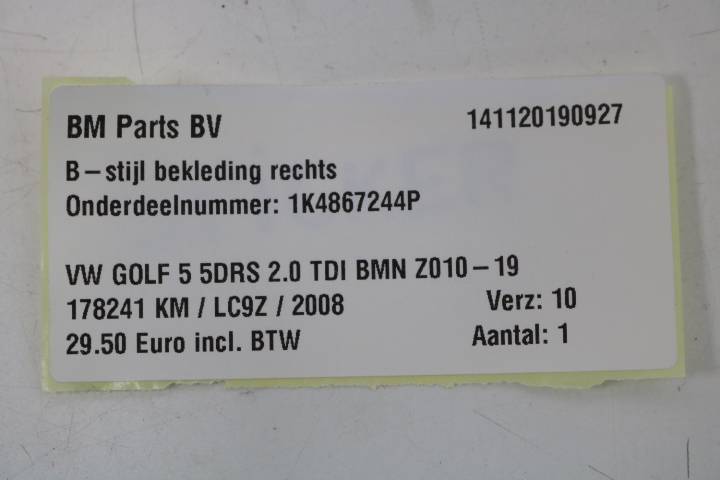 BM Parts BV 141120190927
B-stijl bekleding rechts
Onderdeelnummer: 1K4867244P
VW GOLF 5 5DRS 2.0 TDI BMN Z010-19
178241 KM / LC9Z / 2008 Verz: 10
29.50 Euro incl. BTW Aantal: 1